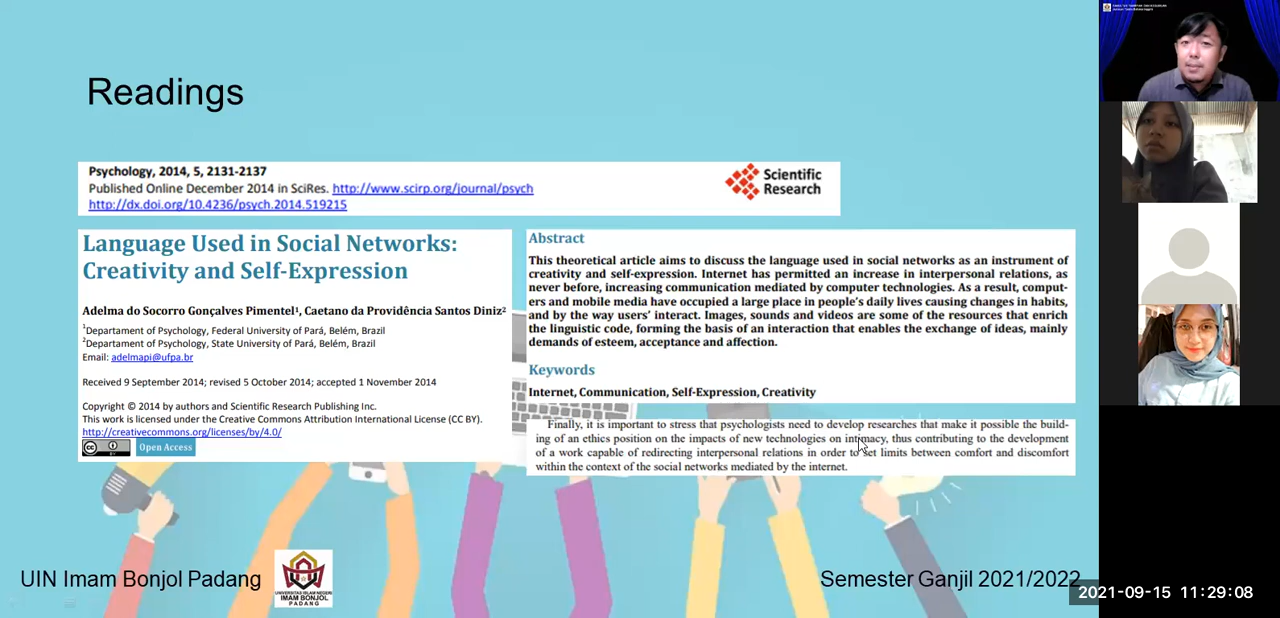 Readings
Psychology, 2014, 5, 2131-2137
Published Online December 2014 in SciRes. http://www.scirp.org/journal/psych
http://dx.doi.org/10.4236/psych.2014.519215
Scientific
Research
Language Used in Social Networks:
Creativity and Self-Expression
Adelma do Socorro Gonçalves Pimentel1, Caetano da Providência Santos Diniz2
1Departament of Psychology, Federal University of Pará, Belém, Brazil
2Departament of Psychology, State University of Pará, Belém, Brazil
Email: adelmapi@ufpa.br
Received 9 September 2014; revised 5 October 2014; accepted 1 November 2014
Copyright © 2014 by authors and Scientific Research Publishing Inc.
This work is licensed under the Creative Commons Attribution International License (CC BY).
http://creativecommons.org/licenses/by/4.0/
cc BY Open Access
Abstract
This theoretical article aims to discuss the language used in social networks as an instrument of
creativity and self-expression. Internet has permitted an increase in interpersonal relations, as
never before, increasing communication mediated by computer technologies. As a result, comput-
ers and mobile media have occupied a large place in people's daily lives causing changes in habits,
and by the way users' interact. Images, sounds and videos are some of the resources that enrich
the linguistic code, forming the basis of an interaction that enables the exchange of ideas, mainly
demands of esteem, acceptance and affection.
Keywords
Internet, Communication, Self-Expression, Creativity
Finally, it is important to stress that psychologists need to develop researches that make it possible the build-
ing of an ethics position on the impacts of new technologies on intimacy, thus contributing to the development
of a work capable of redirecting interpersonal relations in order to set limits between comfort and discomfort
within the context of the social networks mediated by the internet.
UIN Imam Bonjol Padang
UNIVERSITAS ISLAM NEGERI
IMAM BONJOL
PADANG
Semester Ganjil 2021/2022
2021-09-15 11:29:08